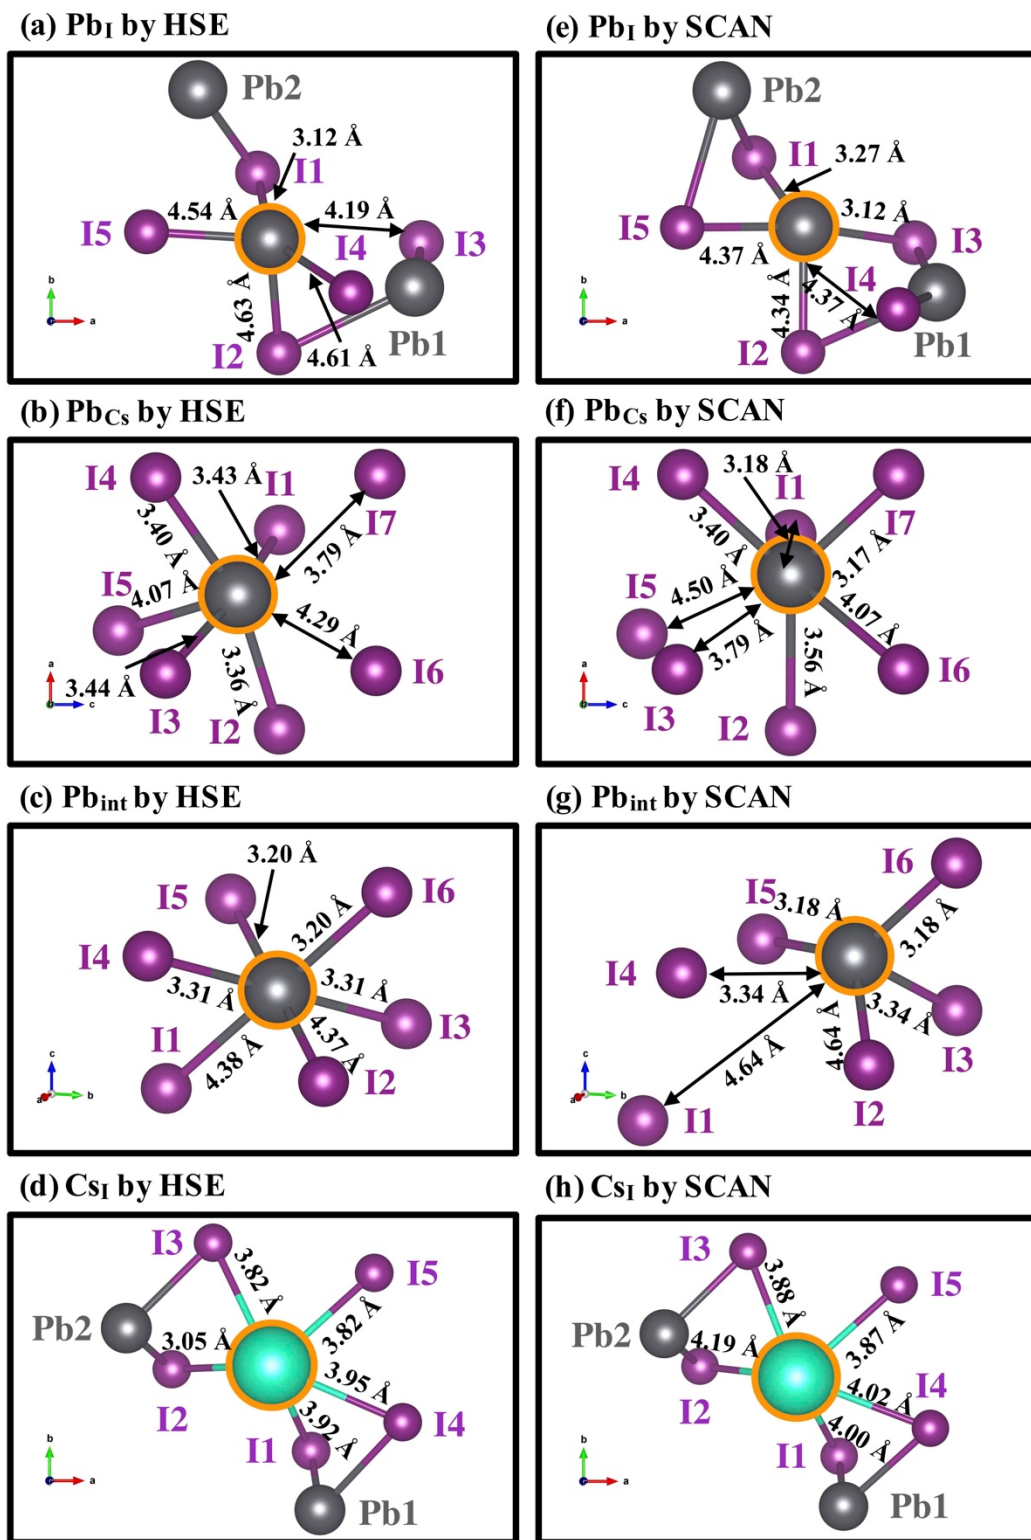 (a) PbI by HSE
Pb2
3.12 Å
I1
4.54 Å
4.19 Å
I5
I4
I3
4.63 Å
I2
4.61 Å
Pb1
b
a
(e) PbI by SCAN
Pb2
I1
3.27 Å
3.12 Å
I5
4.37 Å
I3
I4
4.34 Å
4.37 Å
I2
Pb1
b
a
(b) PbCs by HSE
I4
3.43 Å
I1
I7
3.40 Å
3.79 Å
I5
4.07 Å
4.29 Å
3.44 Å
3.36 Å
I6
I3
I2
a
c
(f) PbCs by SCAN
3.18 Å
I4
I1
I7
3.40 Å
3.17 Å
I5
4.50 Å
4.07 Å
3.79 Å
3.56 Å
I6
I3
I2
a
c
(c) Pbint by HSE
3.20 Å
I5
I6
3.20 Å
I4
3.31 Å
3.31 Å
I3
I1
4.38 Å
4.37 Å
I2
c
a
b
(g) Pbint by SCAN
I6
I5
3.18 Å
3.18 Å
I4
3.34 Å
3.34 Å
I3
4.64 Å
4.64 Å
I2
I1
c
a
b
(d) CsI by HSE
I3
3.82 Å
I5
Pb2
3.05 Å
3.82 Å
3.95 Å
I2
3.92 Å
I4
I1
Pb1
b
a
(h) CsI by SCAN
I3
3.88 Å
I5
Pb2
4.19 Å
3.87 Å
I2
4.02 Å
I4
4.00 Å
I1
Pb1
b
a